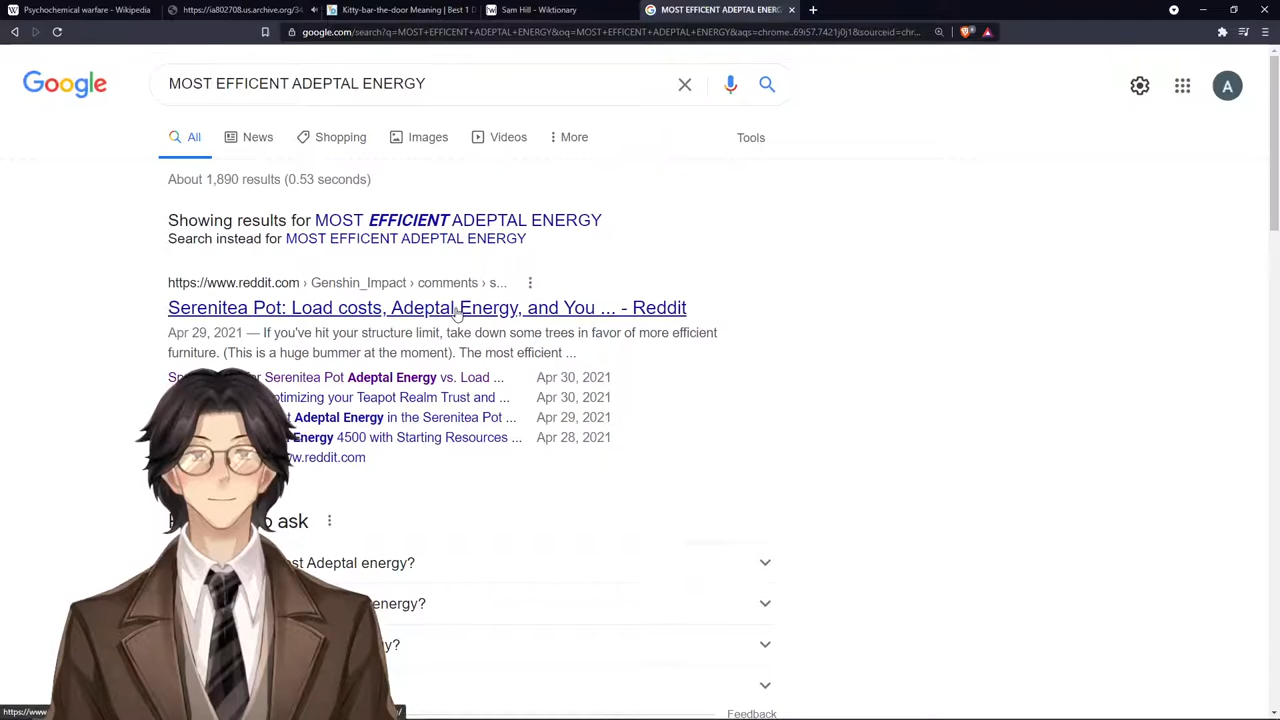 Psychochemical warfare - Wikipedia
https://ia802708.us.archive.org/34
Kitty-bar-the-door Meaning | Best 1 D
Sam Hill - Wiktionary
MOST EFFICENT ADEPTAL ENERG
google.com/search?q=MOST+EFFICENT+ADEPTAL+ENERGY&oq=MOST+EFFICENT+ADEPTAL+ENERGY&aqs=chrome..69i57.7421j0j1&sourceid=chr...
Google
MOST EFFICENT ADEPTAL ENERGY
A
All
News
Shopping
Images
Videos
More
Tools
About 1,890 results (0.53 seconds)
Showing results for MOST EFFICIENT ADEPTAL ENERGY
Search instead for MOST EFFICENT ADEPTAL ENERGY
https://www.reddit.com › Genshin_Impact › comments › s...
Serenitea Pot: Load costs, Adeptal Energy, and You ... - Reddit
Apr 29, 2021 — If you've hit your structure limit, take down some trees in favor of more efficient
furniture. (This is a huge bummer at the moment). The most efficient ...
Serenitea Pot Adeptal Energy vs. Load ... Apr 30, 2021
your Teapot Realm Trust and ... Apr 30, 2021
Adeptal Energy in the Serenitea Pot ... Apr 29, 2021
Energy 4500 with Starting Resources ... Apr 28, 2021
.reddit.com
ask
Adeptal energy?
energy?
Feedback
https://www